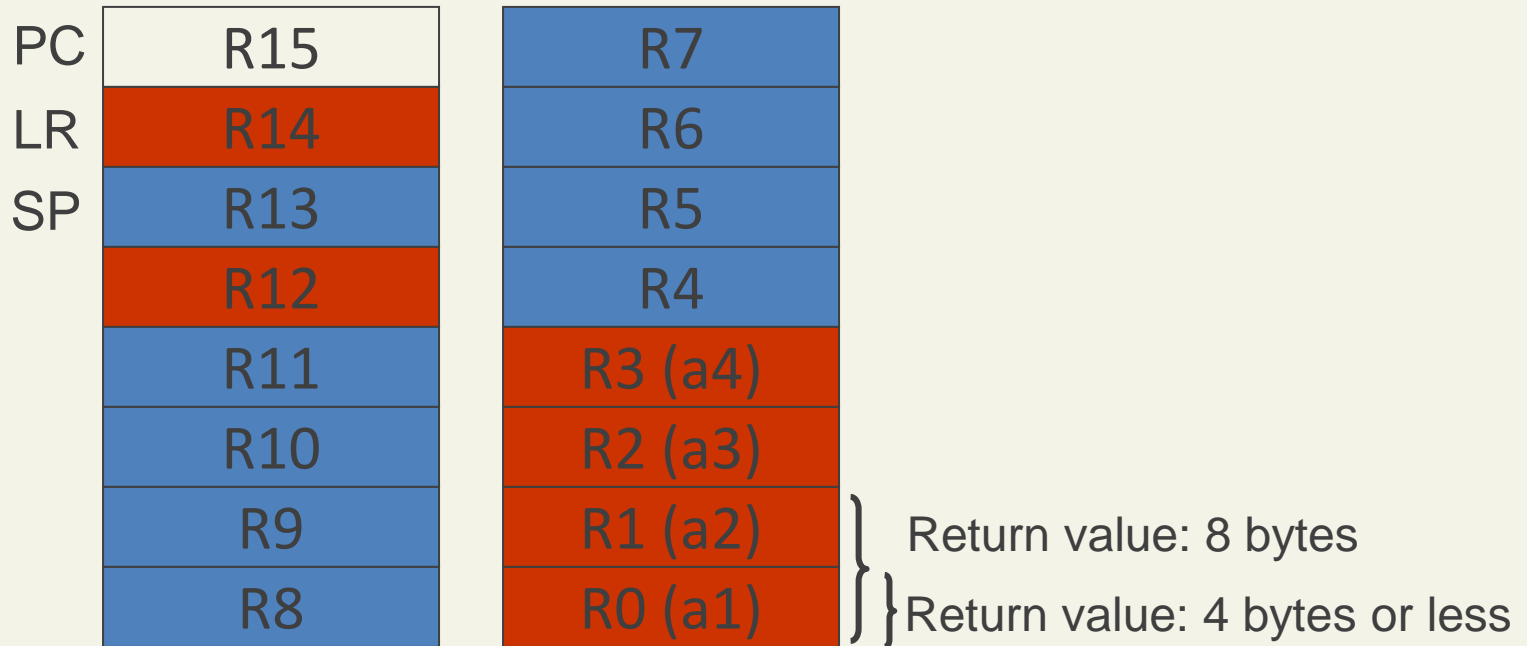 PC R15 R7
LR R14 R6
SP R13 R5
R12 R4
R11 R3 (a4)
R10 R2 (a3)
R9 R1 (a2) Return value: 8 bytes
R8 R0 (a1) Return value: 4 bytes or less